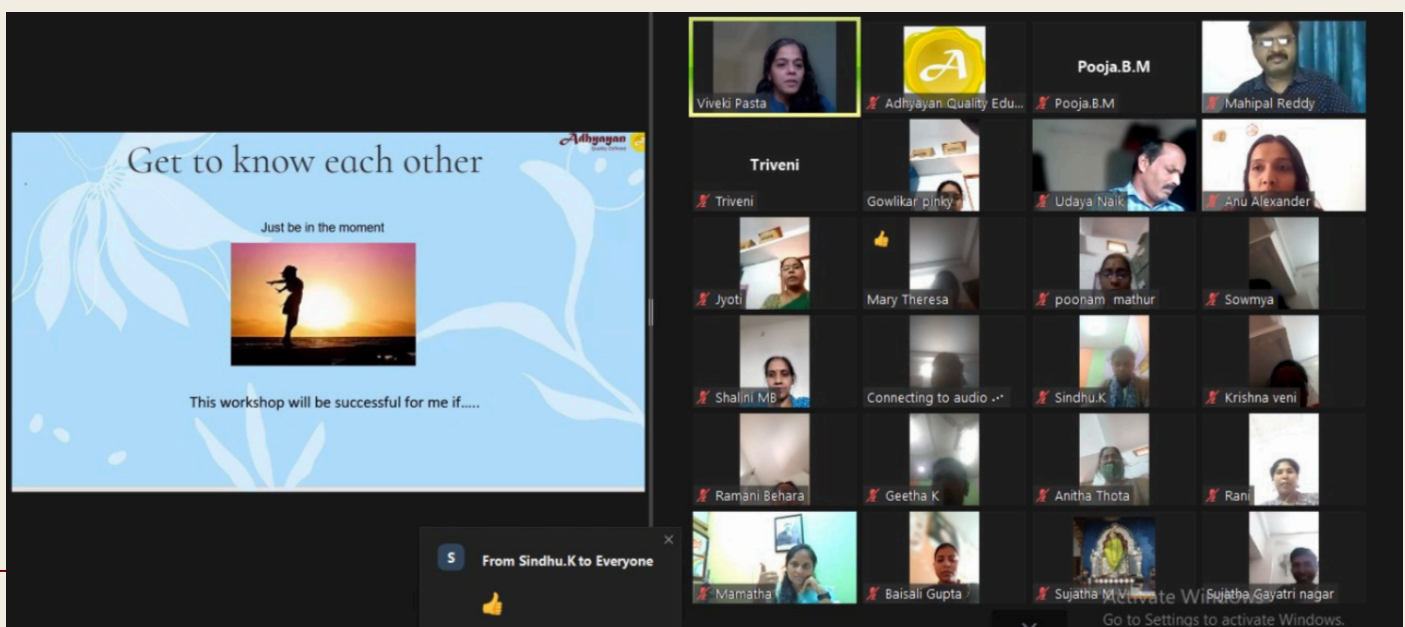 Adhyayan
Get to know each other
Just be in the moment
This workshop will be successful for me if.....
S
From Sindhu.K to Everyone
Viveki Pasta
A
Adhyayan Quality Edu...
Pooja.B.M
Pooja.B.M
Mahipal Reddy
Triveni
Triveni
Gowlikar pinky
Udaya Naik
Anu Alexander
Jyoti
Mary Theresa
poonam mathur
Sowmya
Shalini MB
Connecting to audio
Sindhu.K
Krishna veni
Ramani Behara
Geetha K
Anitha Thota
Rani
Mamatha
Baisali Gupta
Sujatha M
Sujatha Gayatri nagar
Activate Windows
Go to Settings to activate Windows.